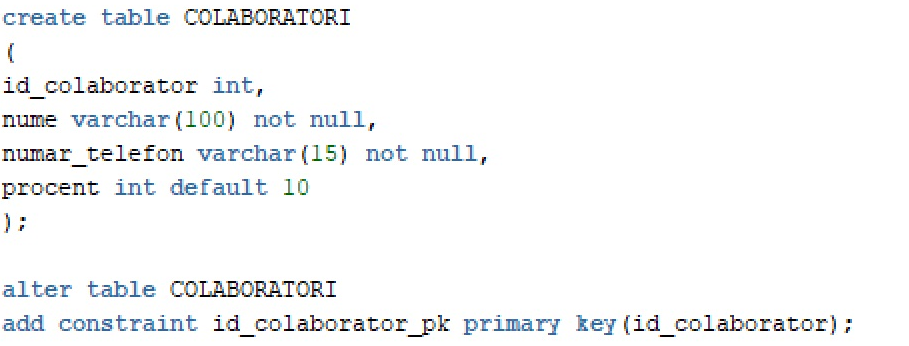 create table COLABORATORI
(
id_colaborator int,
nume varchar(100) not null,
numar_telefon varchar(15) not null,
procent int default 10
);
alter table COLABORATORI
add constraint id_colaborator_pk primary key(id_colaborator);